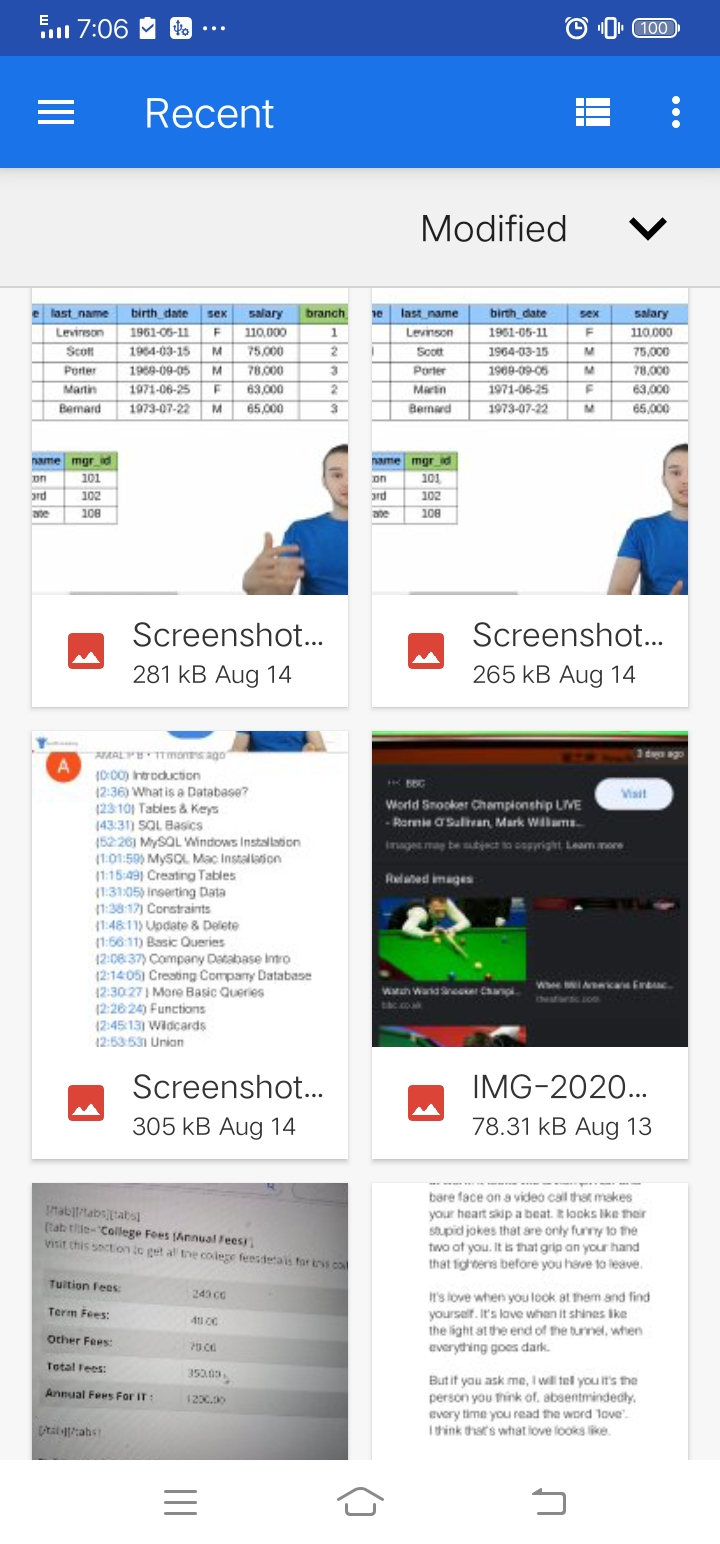 E 7:06 ... 100
Recent
Modified
e last_name birth_date sex salary branch_
Levinson 1961-05-11 F 110,000 1
Scott 1964-03-15 M 75,000 2
Porter 1969-09-05 M 78,000 3
Martin 1971-06-25 F 63,000 2
Bernard 1973-07-22 M 65,000 3
name mgr_id
on 101
ord 102
ate 108
Screenshot...
281 kB Aug 14
ne last_name birth_date sex salary
Levinson 1961-05-11 F 110,000
Scott 1964-03-15 M 75,000
Porter 1969-09-05 M 78,000
Martin 1971-06-25 F 63,000
Bernard 1973-07-22 M 65,000
name mgr_id
on 101
ord 102
ate 108
Screenshot...
265 kB Aug 14
A
AMAL P B • 11 months ago
(0:00) Introduction
(2:36) What is a Database?
(23:10) Tables & Keys
(43:31) SQL Basics
(52:26) MySQL Windows Installation
(1:01:59) MySQL Mac Installation
(1:15:49) Creating Tables
(1:31:05) Inserting Data
(1:38:17) Constraints
(1:48:11) Update & Delete
(1:56:11) Basic Queries
(2:08:37) Company Database Intro
(2:14:05) Creating Company Database
(2:30:27 ) More Basic Queries
(2:26:24) Functions
(2:45:13) Wildcards
(2:53:53) Union
Screenshot...
305 kB Aug 14
3 days ago
BBC
World Snooker Championship LIVE
- Ronnie O'Sullivan, Mark Williams...
Visit
Images may be subject to copyright. Learn more
Related images
Watch World Snooker Champi...
bbc.co.uk
When Will Americans Embrac...
theatlantic.com
IMG-2020...
78.31 kB Aug 13
[/tab][/tabs][tabs]
[tab title="College Fees (Annual Fees)"]
Visit this section to get all the college feesdetails for this col
Tuition Fees: 240.00
Term Fees: 40.00
Other Fees: 70.00
Total Fees: 350.00
Annual Fees For IT : 1200.00
[/tab][/tabs]
bare face on a video call that makes
your heart skip a beat. It looks like their
stupid jokes that are only funny to the
two of you. It is that grip on your hand
that tightens before you have to leave.
It's love when you look at them and find
yourself. It's love when it shines like
the light at the end of the tunnel, when
everything goes dark.
But if you ask me, I will tell you it's the
person you think of, absentmindedly,
every time you read the word 'love'.
I think that's what love looks like.